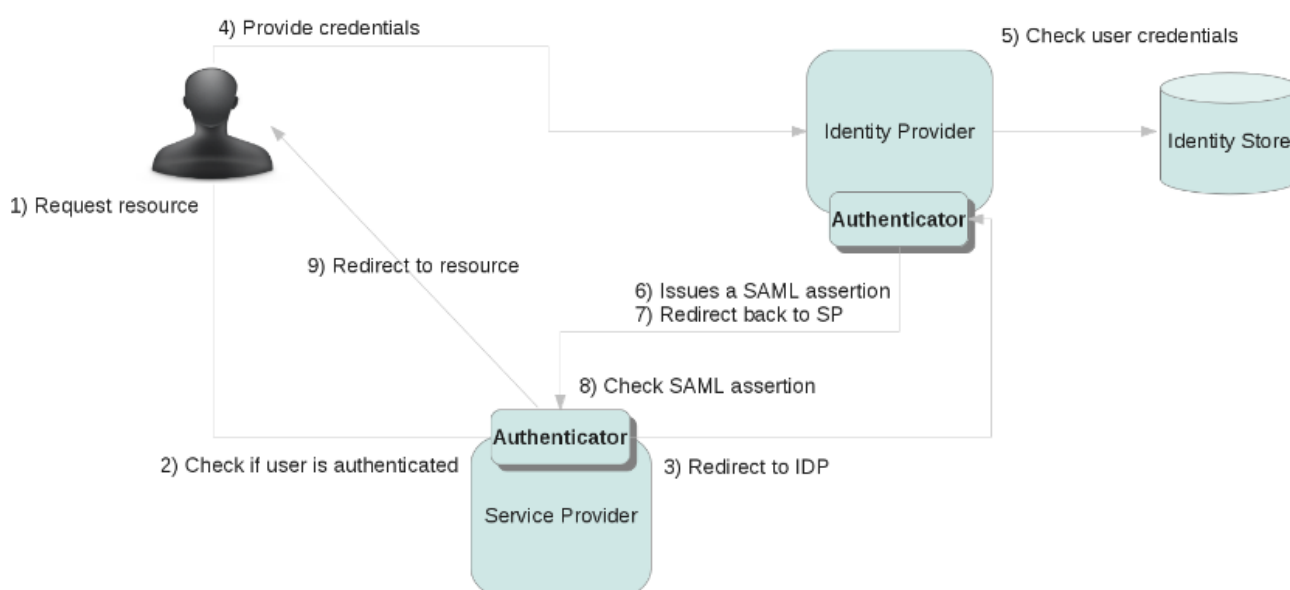 4) Provide credentials
5) Check user credentials
Identity Provider
Identity Store
1) Request resource
Authenticator
9) Redirect to resource
6) Issues a SAML assertion
7) Redirect back to SP
8) Check SAML assertion
Authenticator
2) Check if user is authenticated
3) Redirect to IDP
Service Provider